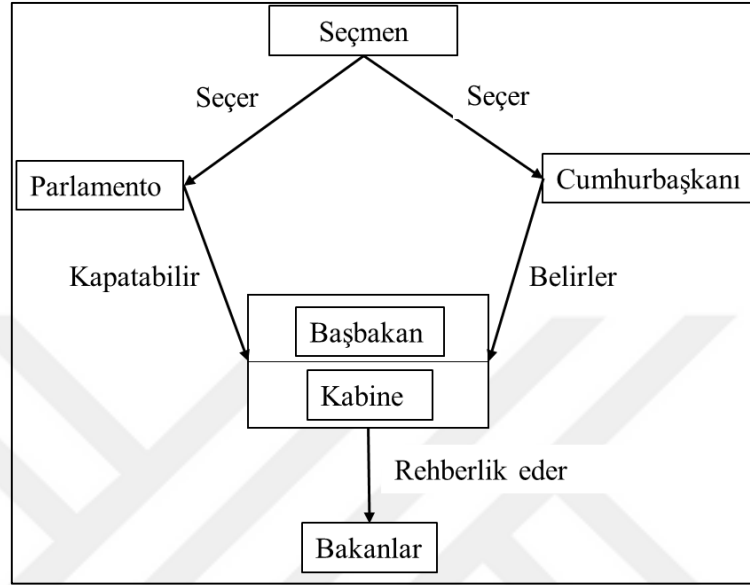 Seçmen
Seçer
Seçer
Parlamento
Cumhurbaşkanı
Kapatabilir
Belirler
Başbakan
Kabine
Rehberlik eder
Bakanlar